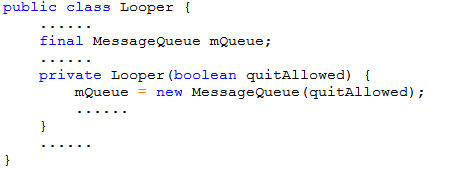 public class Looper {
    ......
    final MessageQueue mQueue;
    ......
    private Looper(boolean quitAllowed) {
        mQueue = new MessageQueue(quitAllowed);
        ......
    }
    ......
}